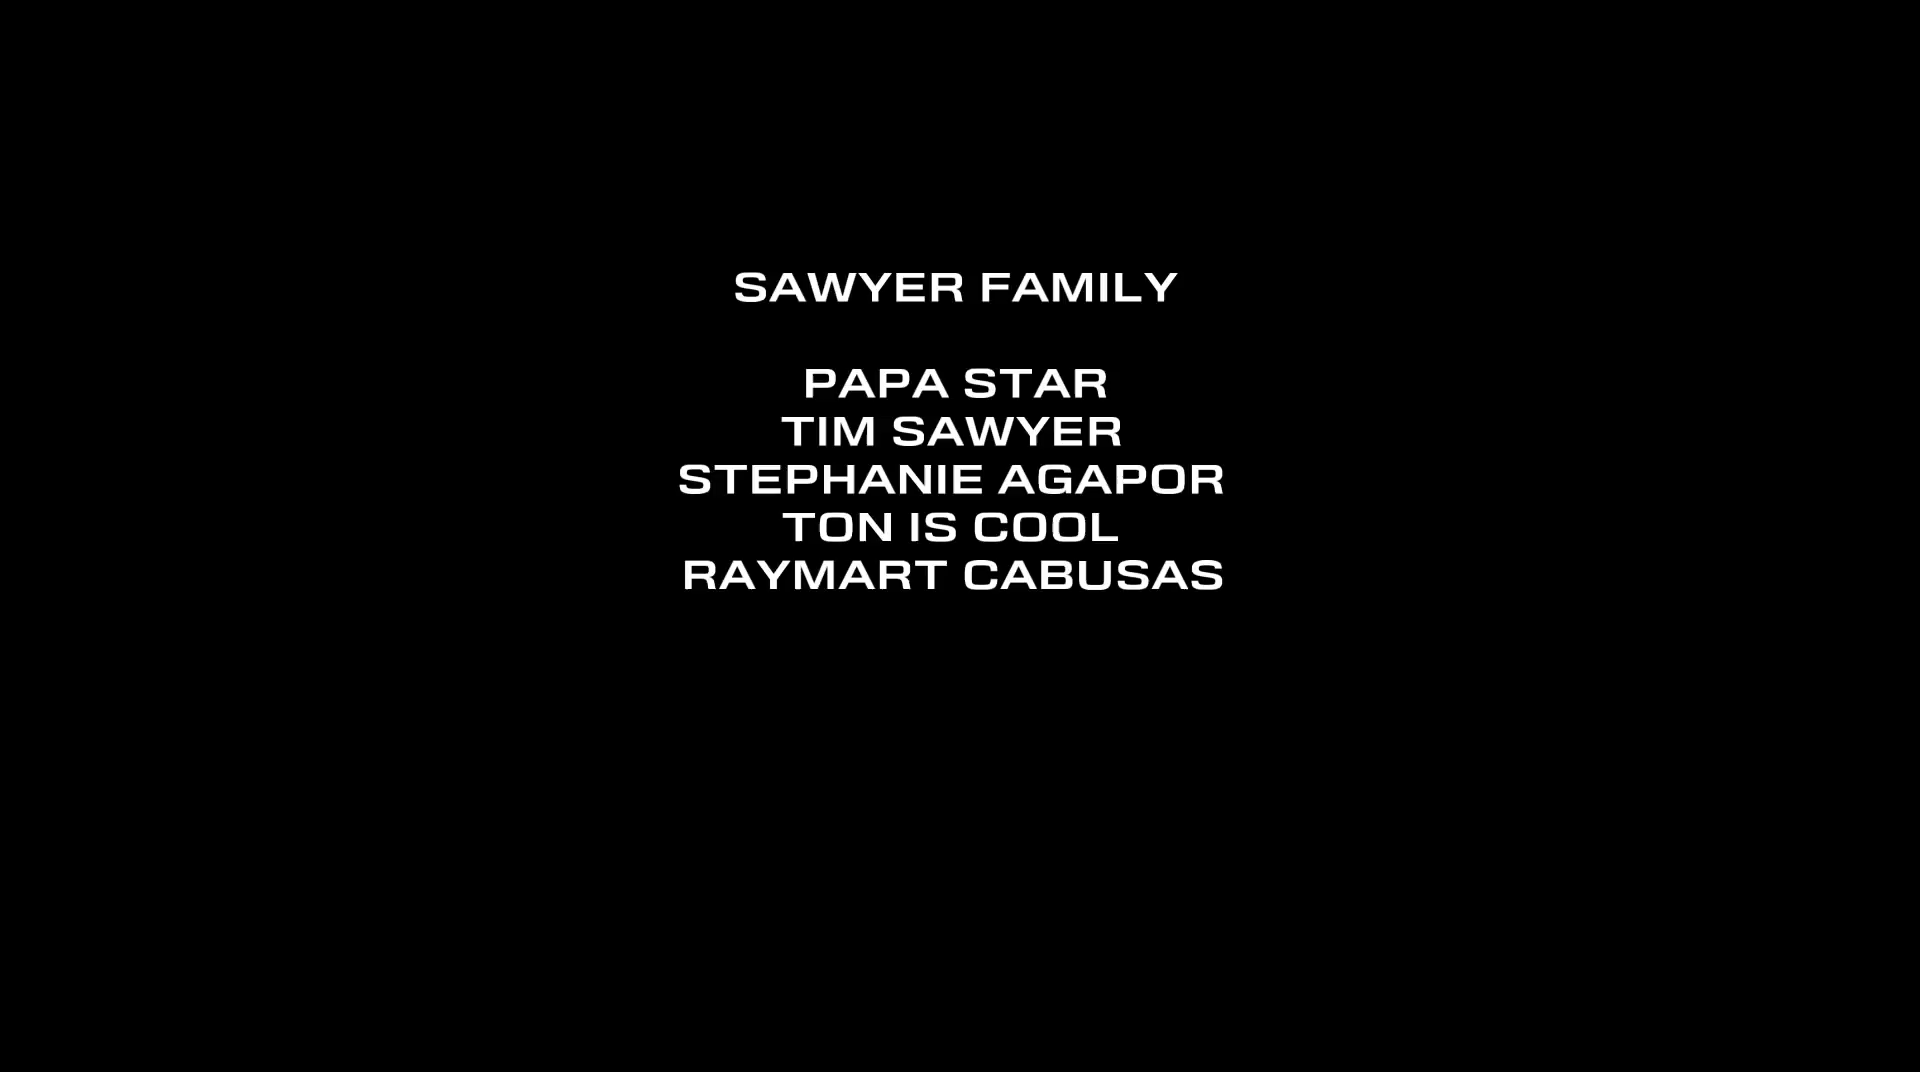 SAWYER FAMILY
PAPA STAR
TIM SAWYER
STEPHANIE AGAPOR
TON IS COOL
RAYMART CABUSAS